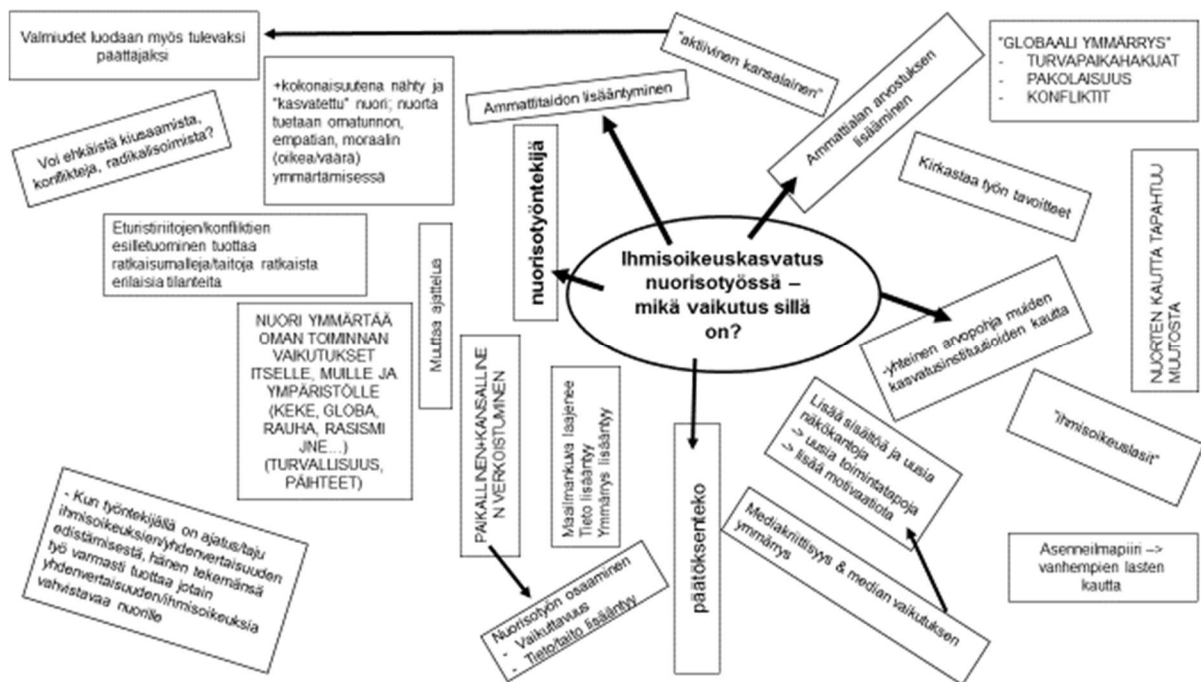 Valmiudet luodaan myös tulevaksi
päättäjäksi
"aktiivinen kansalainen"
"GLOBAALI YMMÄRRYS"
- TURVAPAIKAHAKIJAT
- PAKOLAISUUS
- KONFLIKTIT
+kokonaisuutena nähty ja
"kasvatettu" nuori; nuorta
tuetaan omatunnon,
empatian, moraalin
(oikea/väärä)
ymmärtämisessä
Ammattitaidon lisääntyminen
Ammattialan arvostuksen
lisääminen
Voi ehkäistä kiusaamista,
konflikteja, radikalisoimista?
nuorisotyöntekijä
Kirkastaa työn tavoitteet
NUORTEN KAUTTA TAPAHTUU
MUUTOSTA
Eturistiriitojen/konfliktien
esilletuominen tuottaa
ratkaisumalleja/taitoja ratkaista
erilaisia tilanteita
Muuttaa ajattelua
Ihmisoikeuskasvatus
nuorisotyössä –
mikä vaikutus sillä
on?
-yhteinen arvopohja muiden
kasvatusinstituutioiden kautta
NUORI YMMÄRTÄÄ
OMAN TOIMINNAN
VAIKUTUKSET
ITSELLE, MUILLE JA
YMPÄRISTÖLLE
(KEKE, GLOBA,
RAUHA, RASISMI
JNE…)
(TURVALLISUUS,
PÄIHTEET)
PAIKALLINEN+KANSALLINE
N VERKOISTUMINEN
Maailmankuva laajenee
Tieto lisääntyy
Ymmärrys lisääntyy
päätöksenteko
Lisää sisältöä ja uusia
näkökantoja
-> uusia toimintatapoja
-> lisää motivaatiota
"ihmisoikeuslasit"
- Kun työntekijällä on ajatus/taju
ihmisoikeuksien/yhdenvertaisuuden
edistämisestä, hänen tekemänsä
työ varmasti tuottaa jotain
yhdenvertaisuuden/ihmisoikeuksia
vahvistavaa nuorille
Nuorisotyön osaaminen
- Vaikuttavuus
- Tieto/taito lisääntyy
Mediakriittisyys & median vaikutuksen
ymmärrys
Asenneilmapiiri –>
vanhempien lasten
kautta